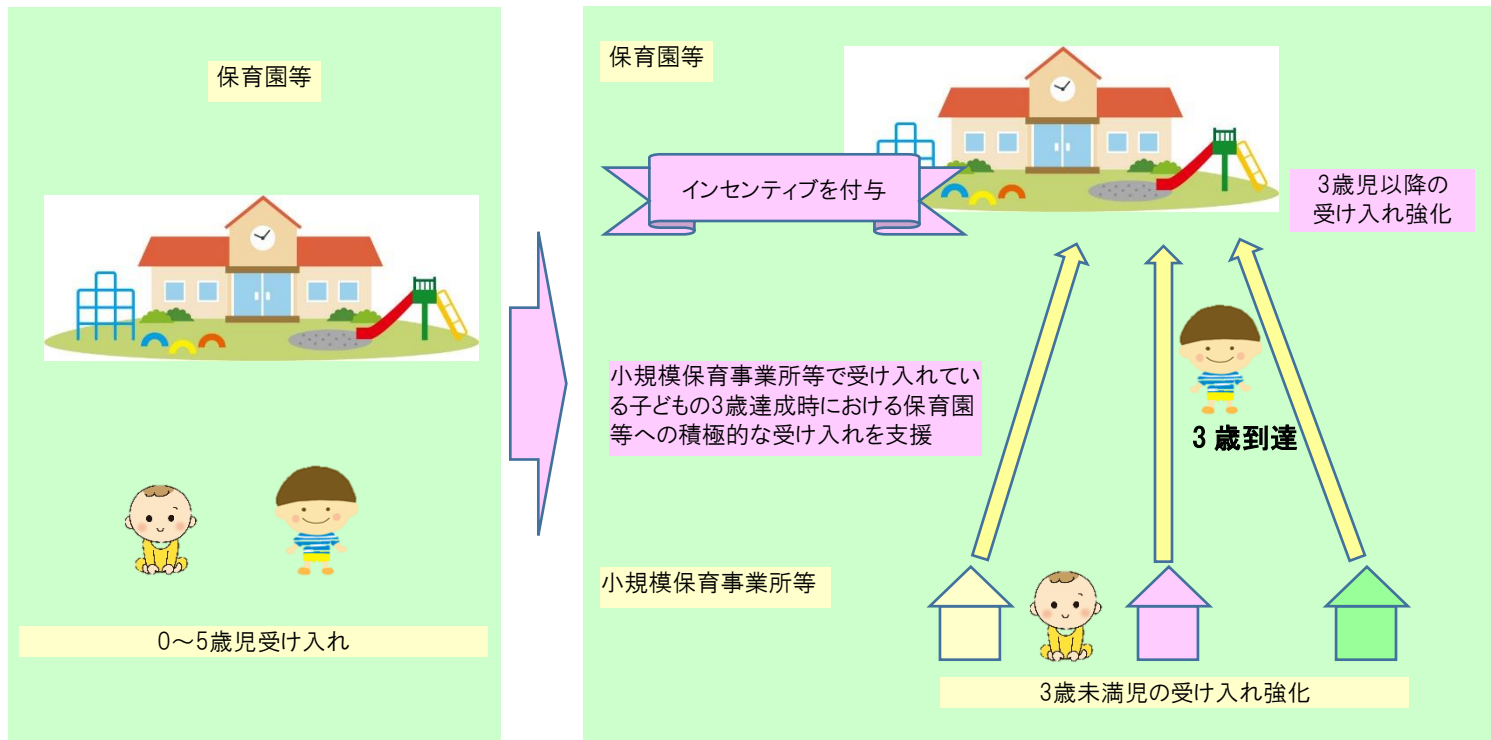 保育園等
0～5歳児受け入れ
保育園等
インセンティブを付与
3歳児以降の
受け入れ強化
小規模保育事業所等で受け入れてい
る子どもの3歳達成時における保育園
等への積極的な受け入れを支援
3歳到達
小規模保育事業所等
3歳未満児の受け入れ強化